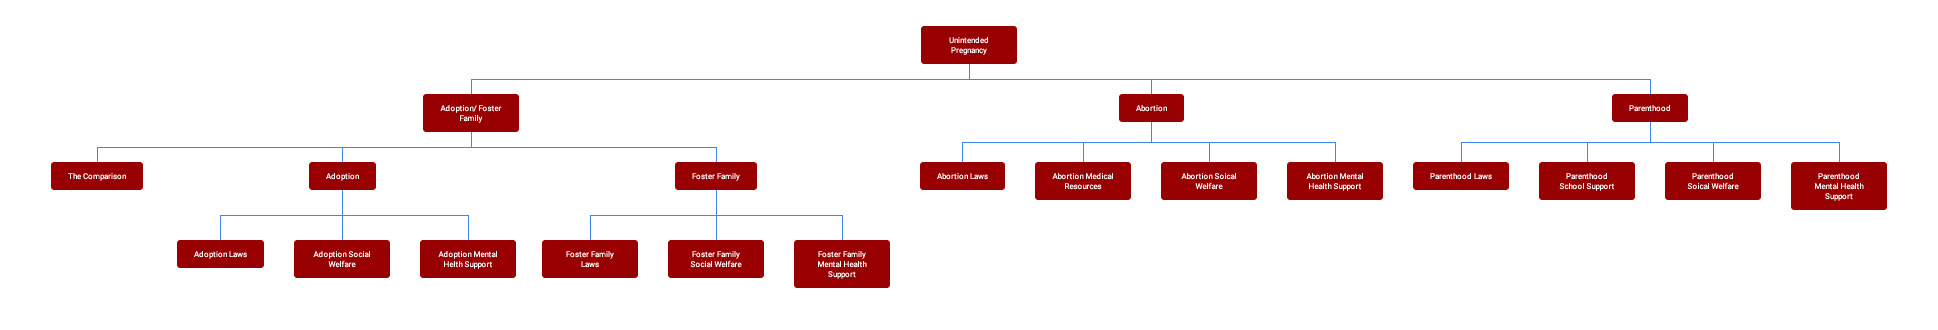 Unintended
Pregnancy
Adoption/ Foster
Family
Abortion
Parenthood
The Comparison
Adoption
Foster Family
Abortion Laws
Abortion Medical
Resources
Abortion Soical
Welfare
Abortion Mental
Health Support
Parenthood Laws
Parenthood
School Support
Parenthood
Soical Welfare
Parenthood
Mental Health
Support
Adoption Laws
Adoption Social
Welfare
Adoption Mental
Helth Support
Foster Family
Laws
Foster Family
Social Welfare
Foster Family
Mental Health
Support